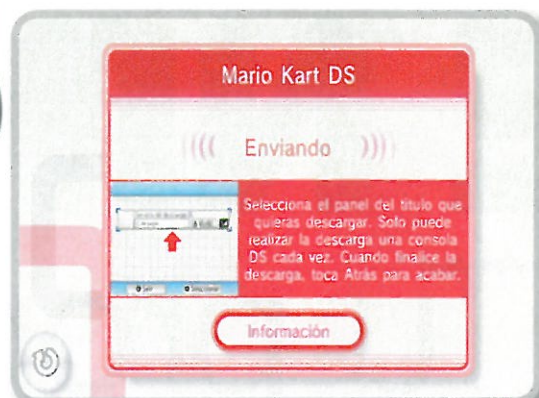 Mario Kart DS
Enviando
Selecciona el panel del título que
quieras descargar. Solo puede
realizar la descarga una consola
DS cada vez. Cuando finalice la
descarga, toca Atrás para acabar.
Información